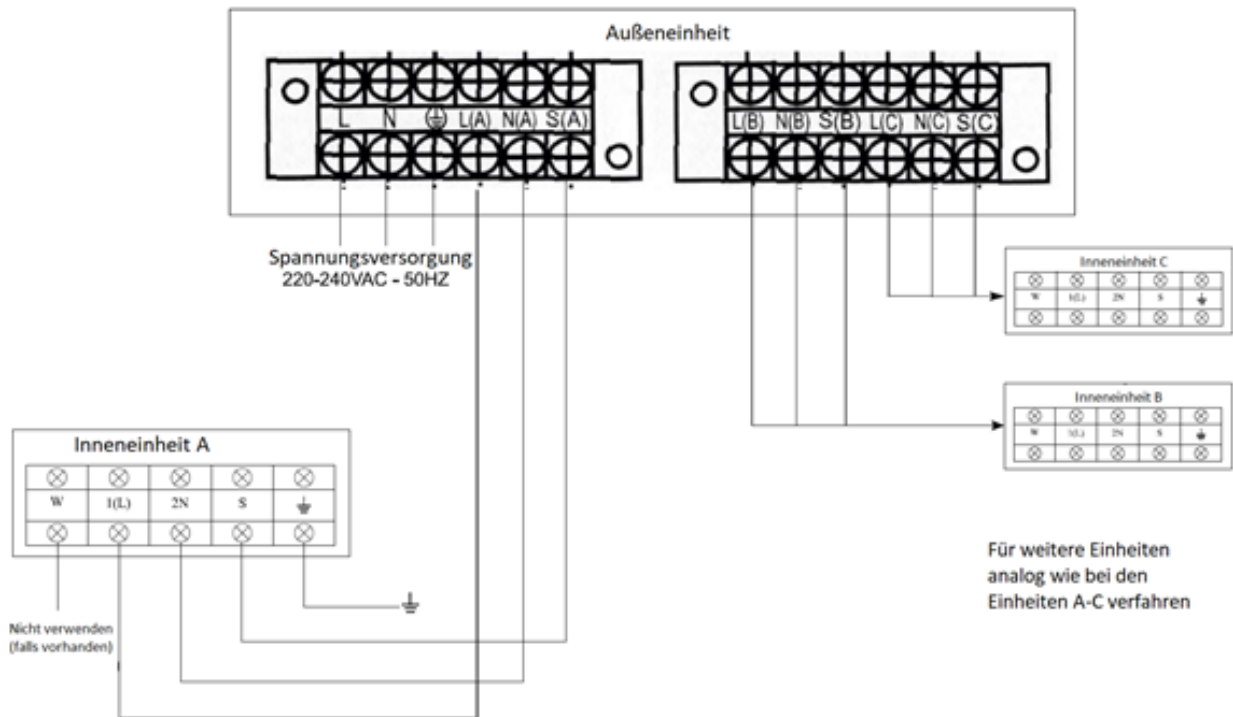 Außeneinheit
L N L(A) N(A) S(A)
L(B) N(B) S(B) L(C) N(C) S(C)
Spannungsversorgung
220-240VAC - 50HZ
Inneneinheit C
W 1(L) 2N S
Inneneinheit B
W 1(L) 2N S
Inneneinheit A
W 1(L) 2N S
Für weitere Einheiten
analog wie bei den
Einheiten A-C verfahren
Nicht verwenden
(falls vorhanden)